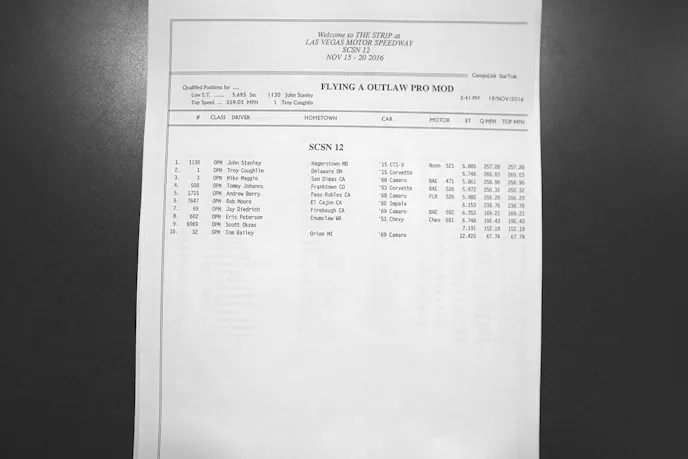 Welcome to THE STRIP at
LAS VEGAS MOTOR SPEEDWAY
SCSN 12
NOV 15 - 20 2016
CompuLink StarTrak
Qualified Positions for ....
FLYING A OUTLAW PRO MOD
Low E.T. ...... 5.685 Sec 1130 John Stanley
Top Speed ... 269.03 MPH 1 Troy Coughlin
5:41 PM 19/NOV/2016
# CLASS DRIVER HOMETOWN CAR MOTOR ET Q-MPH TOP MPH
SCSN 12
1. 1130 OPM John Stanley Hagerstown MD '15 CTS-V Noon 521 5.685 257.28 257.28
2. 1 OPM Troy Coughlin Delaware OH '15 Corvette 5.746 269.03 269.03
3. 3 OPM Mike Maggio San Dimas CA '68 Camaro BAE 471 5.861 258.96 258.96
4. 508 OPM Tommy Johanns Franktown CO '53 Corvette BAE 526 5.972 250.32 250.32
5. 1715 OPM Andrew Berry Paso Robles CA '68 Camaro PLR 526 5.985 256.29 256.29
6. 7647 OPM Rob Moore El Cajon CA '60 Impala 6.153 238.76 238.76
7. 69 OPM Jay Diedrich Firebaugh CA '69 Camaro BAE 592 6.353 169.21 169.21
8. 602 OPM Eric Peterson Enumclaw WA '51 Chevy Chev 601 6.748 190.43 190.43
9. 6969 OPM Scott Oksas 7.191 152.19 152.19
10. 32 OPM Tom Bailey Orion MI '69 Camaro 12.425 67.74 67.74